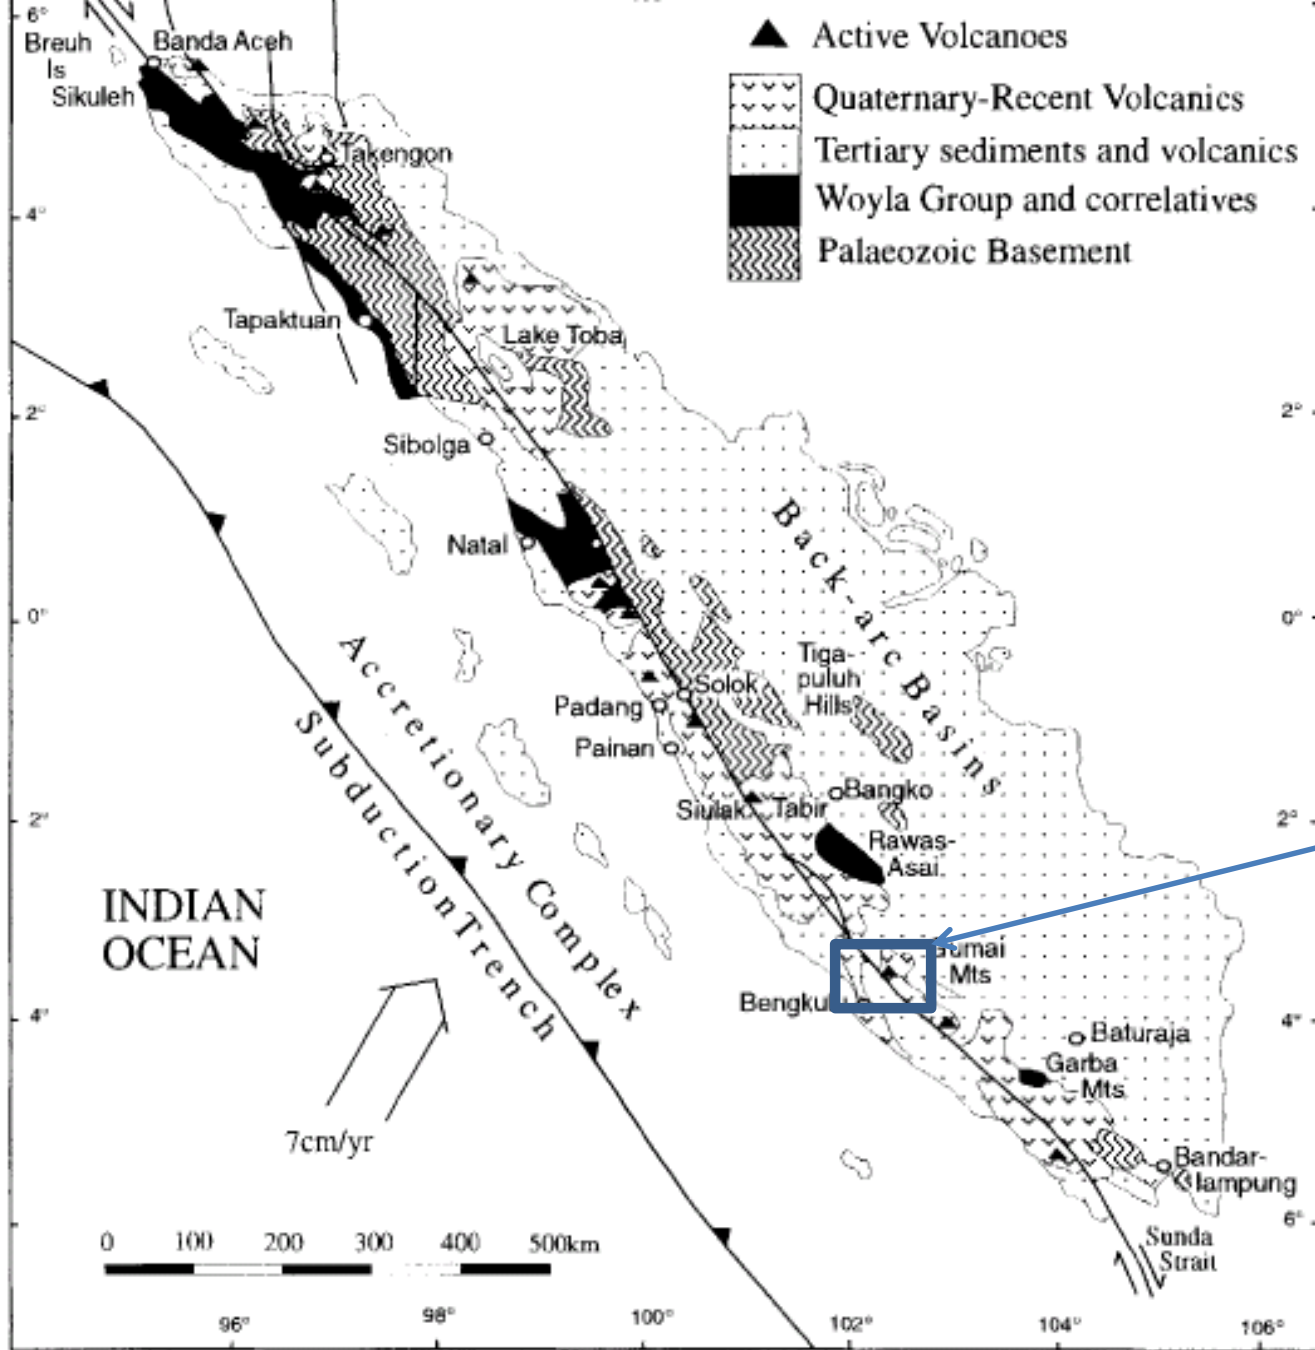 6°
Breuh
Is
Banda Aceh
Sikuleh
Takengon
Active Volcanoes
Quaternary-Recent Volcanics
Tertiary sediments and volcanics
Woyla Group and correlatives
Palaeozoic Basement
4°
Tapaktuan
Lake Toba
2°
2°
Sibolga
Natal
Back-arc Basins
0°
0°
Accretionary Complex
Subduction Trench
Tiga-
puluh
Hills
Solok
Padang
Painan
Siulak
Tabir
Bangko
2°
2°
Rawas-
Asai
INDIAN
OCEAN
Mts
4°
4°
Baturaja
Garba
Mts
7cm/yr
Bandar-
lampung
6°
Sunda
Strait
0 100 200 300 400 500km
96° 98° 100° 102° 104° 106°